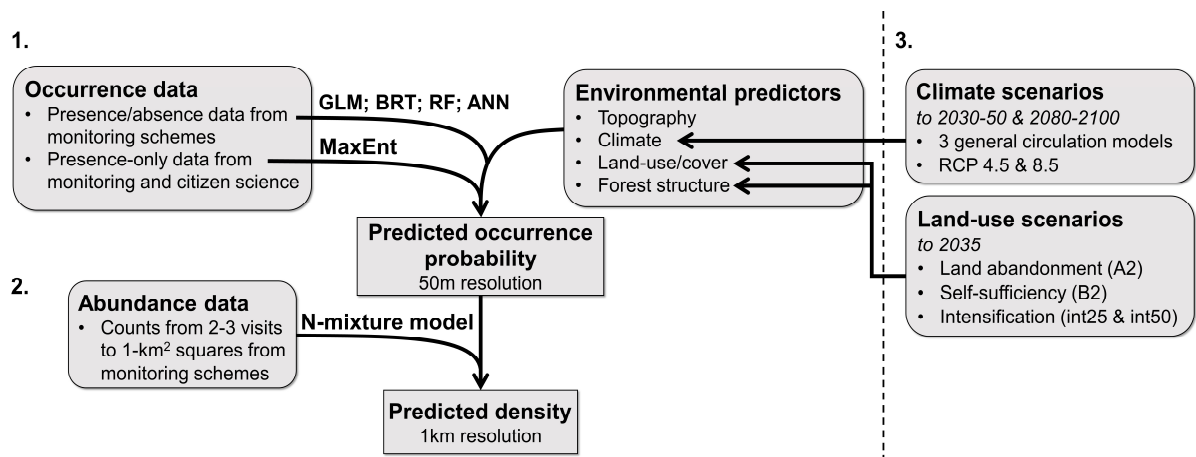 1.
Occurrence data
• Presence/absence data from
monitoring schemes
• Presence-only data from
monitoring and citizen science
GLM; BRT; RF; ANN
MaxEnt
Environmental predictors
• Topography
• Climate
• Land-use/cover
• Forest structure
3.
Climate scenarios
to 2030-50 & 2080-2100
• 3 general circulation models
• RCP 4.5 & 8.5
Land-use scenarios
to 2035
• Land abandonment (A2)
• Self-sufficiency (B2)
• Intensification (int25 & int50)
Predicted occurrence
probability
50m resolution
2.
Abundance data
• Counts from 2-3 visits
to 1-km² squares from
monitoring schemes
N-mixture model
Predicted density
1km resolution